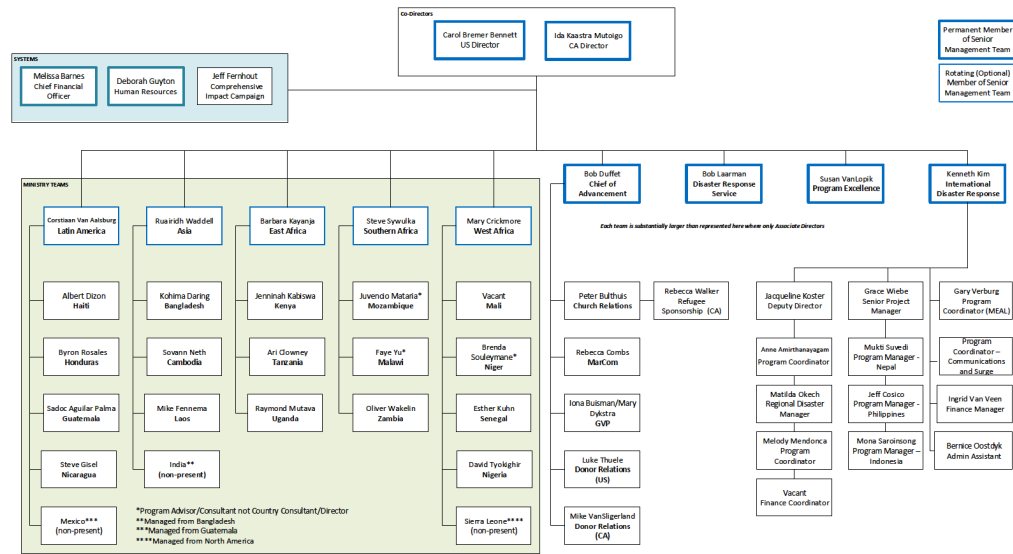 Co-Directors
Carol Bremer Bennett
US Director
Ida Kaastra Mutoigo
CA Director
Permanent Member
of Senior
Management Team
Rotating (Optional)
Member of Senior
Management Team
SYSTEMS
Melissa Barnes
Chief Financial
Officer
Deborah Guyton
Human Resources
Jeff Fernhout
Comprehensive
Impact Campaign
Bob Duffet
Chief of
Advancement
Bob Laarman
Disaster Response
Service
Susan VanLopik
Program Excellence
Kenneth Kim
International
Disaster Response
Each team is substantially larger than represented here where only Associate Directors
MINISTRY TEAMS
Corstiaan Van Aalsburg
Latin America
Ruairidh Waddell
Asia
Barbara Kayanja
East Africa
Steve Sywulka
Southern Africa
Mary Crickmore
West Africa
Albert Dizon
Haiti
Kohima Daring
Bangladesh
Jenninah Kabiswa
Kenya
Juvencio Mataria*
Mozambique
Vacant
Mali
Byron Rosales
Honduras
Sovann Neth
Cambodia
Ari Clowney
Tanzania
Faye Yu*
Malawi
Brenda
Souleymane*
Niger
Sadoc Aguilar Palma
Guatemala
Mike Fennema
Laos
Raymond Mutava
Uganda
Oliver Wakelin
Zambia
Esther Kuhn
Senegal
Steve Gisel
Nicaragua
India**
(non-present)
David Tyokighir
Nigeria
Mexico***
(non-present)
Sierra Leone****
(non-present)
*Program Advisor/Consultant not Country Consultant/Director
**Managed from Bangladesh
***Managed from Guatemala
****Managed from North America
Peter Bulthuis
Church Relations
Rebecca Walker
Refugee
Sponsorship (CA)
Rebecca Combs
MarCom
Iona Buisman/Mary
Dykstra
GVP
Luke Thuele
Donor Relations
(US)
Mike VanSligerland
Donor Relations
(CA)
Jacqueline Koster
Deputy Director
Grace Wiebe
Senior Project
Manager
Gary Verburg
Program
Coordinator (MEAL)
Anne Amirthanayagam
Program Coordinator
Mukti Suvedi
Program Manager -
Nepal
Program
Coordinator –
Communications
and Surge
Matilda Okech
Regional Disaster
Manager
Jeff Cosico
Program Manager -
Philippines
Ingrid Van Veen
Finance Manager
Melody Mendonca
Program
Coordinator
Mona Saroinsong
Program Manager –
Indonesia
Bernice Oostdyk
Admin Assistant
Vacant
Finance Coordinator